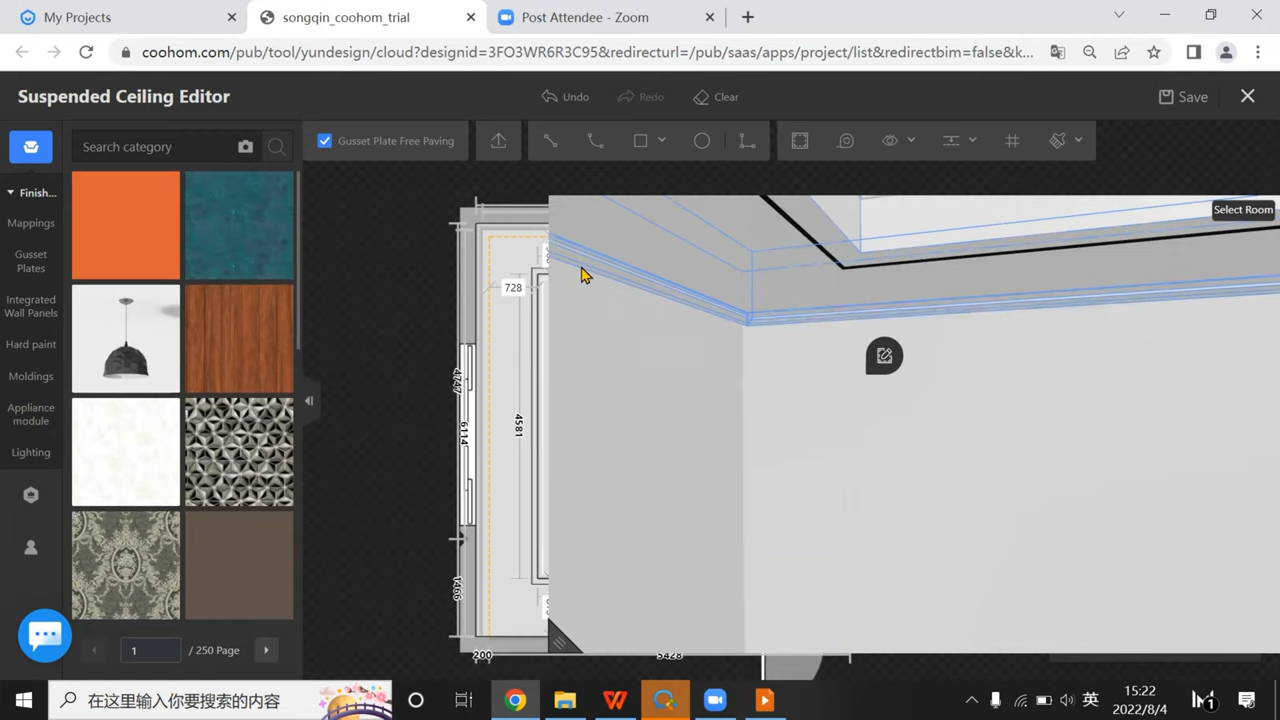 My Projects
songqin_coohom_trial
Post Attendee - Zoom
coohom.com/pub/tool/yundesign/cloud?designid=3FO3WR6R3C95&redirecturl=/pub/saas/apps/project/list&redirectbim=false&k...
Suspended Ceiling Editor
Undo
Redo
Clear
Save
Search category
Gusset Plate Free Paving
Finish...
Mappings
Gusset
Plates
Integrated
Wall Panels
Hard paint
Moldings
Appliance
module
Lighting
Select Room
728
4747
6114
4581
1466
200
5428
1
/ 250 Page
在这里输入你要搜索的内容
英
15:22
2022/8/4
1